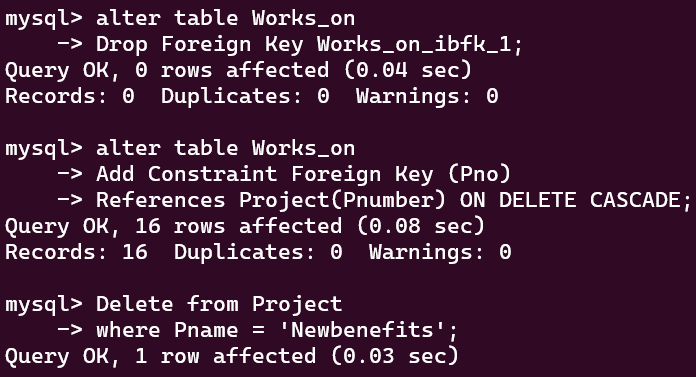 mysql> alter table Works_on
    -> Drop Foreign Key Works_on_ibfk_1;
Query OK, 0 rows affected (0.04 sec)
Records: 0  Duplicates: 0  Warnings: 0

mysql> alter table Works_on
    -> Add Constraint Foreign Key (Pno)
    -> References Project(Pnumber) ON DELETE CASCADE;
Query OK, 16 rows affected (0.08 sec)
Records: 16  Duplicates: 0  Warnings: 0

mysql> Delete from Project
    -> where Pname = 'Newbenefits';
Query OK, 1 row affected (0.03 sec)